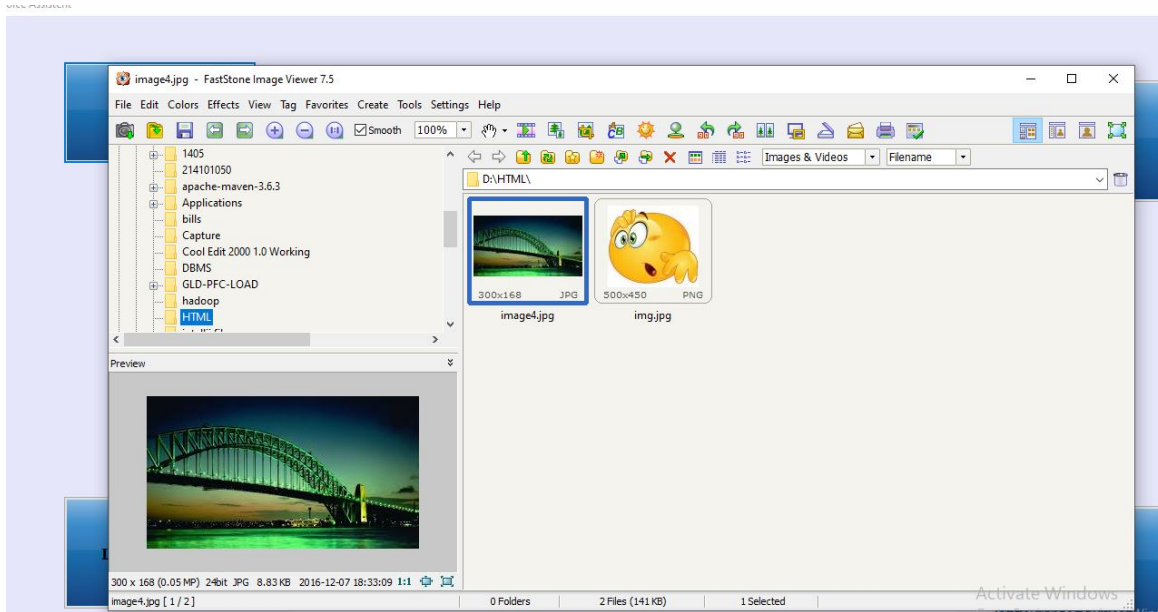 image4.jpg - FastStone Image Viewer 7.5
File Edit Colors Effects View Tag Favorites Create Tools Settings Help
Smooth 100%
1405
214101050
apache-maven-3.6.3
Applications
bills
Capture
Cool Edit 2000 1.0 Working
DBMS
GLD-PFC-LOAD
hadoop
HTML
Images & Videos Filename
D:\HTML\
300x168 JPG
image4.jpg
500x450 PNG
img.jpg
Preview
300 x 168 (0.05 MP) 24bit JPG 8.83 KB 2016-12-07 18:33:09 1:1
image4.jpg [ 1 / 2 ]
0 Folders
2 Files (141 KB)
1 Selected
Activate Windows